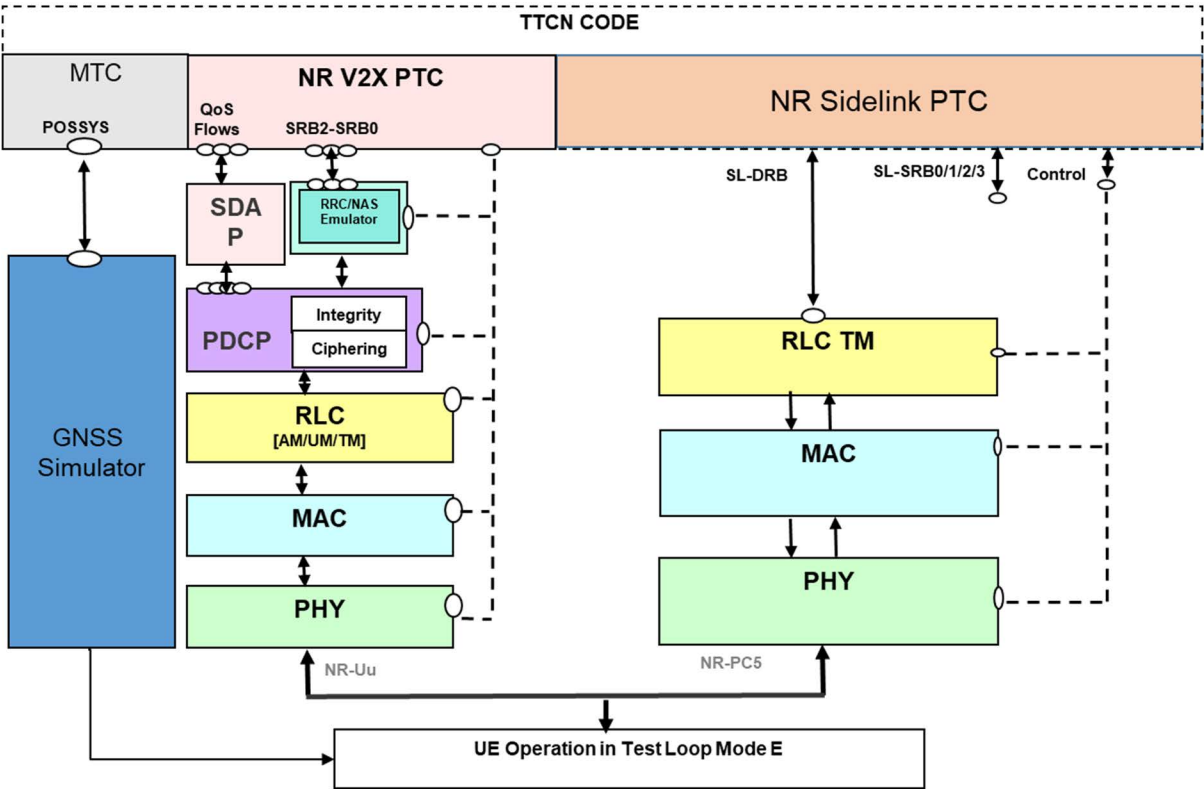 TTCN CODE
MTC
NR V2X PTC
NR Sidelink PTC
POSSYS
QoS
Flows
SRB2-SRB0
SL-DRB
SL-SRB0/1/2/3
Control
SDA
P
RRC/NAS
Emulator
PDCP
Integrity
Ciphering
GNSS
Simulator
RLC
[AM/UM/TM]
MAC
PHY
RLC TM
MAC
PHY
NR-Uu
NR-PC5
UE Operation in Test Loop Mode E